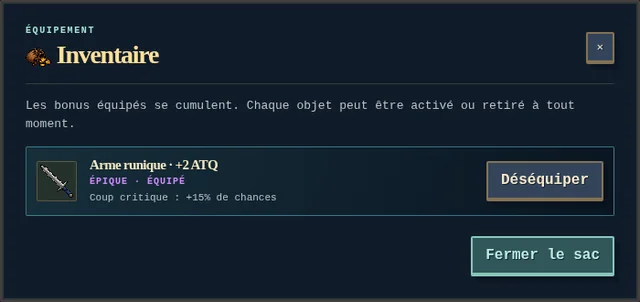 ÉQUIPEMENT
Inventaire
×
Les bonus équipés se cumulent. Chaque objet peut être activé ou retiré à tout
moment.
Arme runique · +2 ATQ
ÉPIQUE · ÉQUIPÉ
Coup critique : +15% de chances
Déséquiper
Fermer le sac